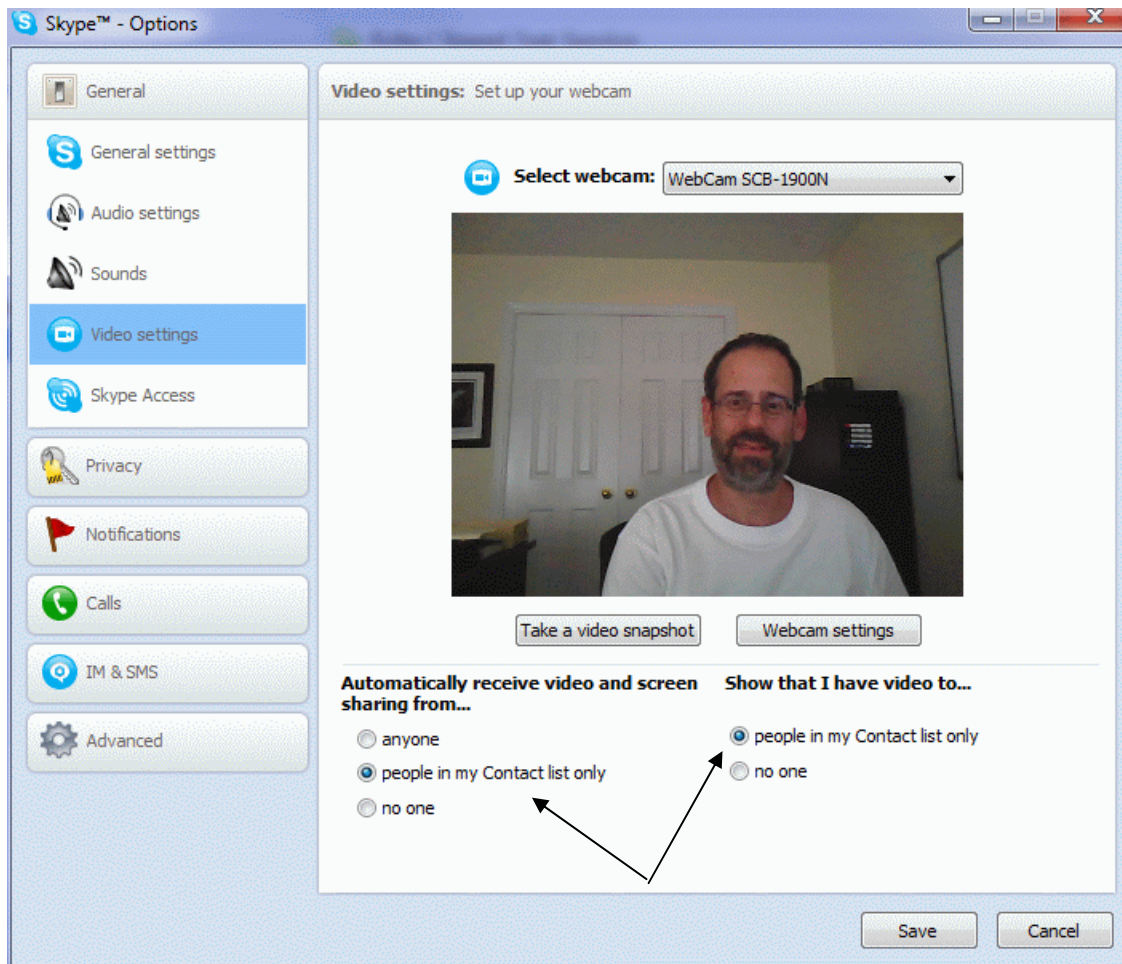 Skype™ - Options
General
General settings
Audio settings
Sounds
Video settings
Skype Access
Privacy
Notifications
Calls
IM & SMS
Advanced
Video settings: Set up your webcam
Select webcam: WebCam SCB-1900N
Take a video snapshot
Webcam settings
Automatically receive video and screen
sharing from...
anyone
people in my Contact list only
no one
Show that I have video to...
people in my Contact list only
no one
Save
Cancel